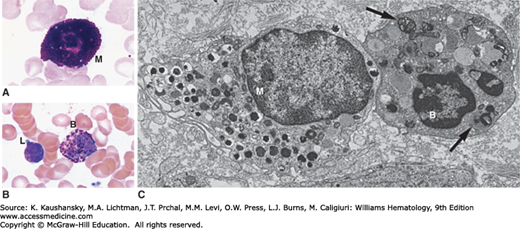 M
A
B
L
B
M
B
C
Source: K. Kaushansky, M.A. Lichtman, J.T. Prchal, M.M. Levi, O.W. Press, L.J. Burns, M. Caligiuri: Williams Hematology, 9th Edition
www.accessmedicine.com
Copyright © McGraw-Hill Education. All rights reserved.